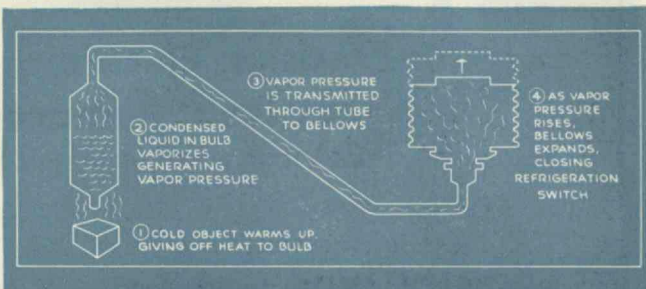 ① COLD OBJECT WARMS UP,
GIVING OFF HEAT TO BULB
② CONDENSED
LIQUID IN BULB
VAPORIZES
GENERATING
VAPOR PRESSURE
③ VAPOR PRESSURE
IS TRANSMITTED
THROUGH TUBE
TO BELLOWS
④ AS VAPOR
PRESSURE
RISES,
BELLOWS
EXPANDS,
CLOSING
REFRIGERATION
SWITCH